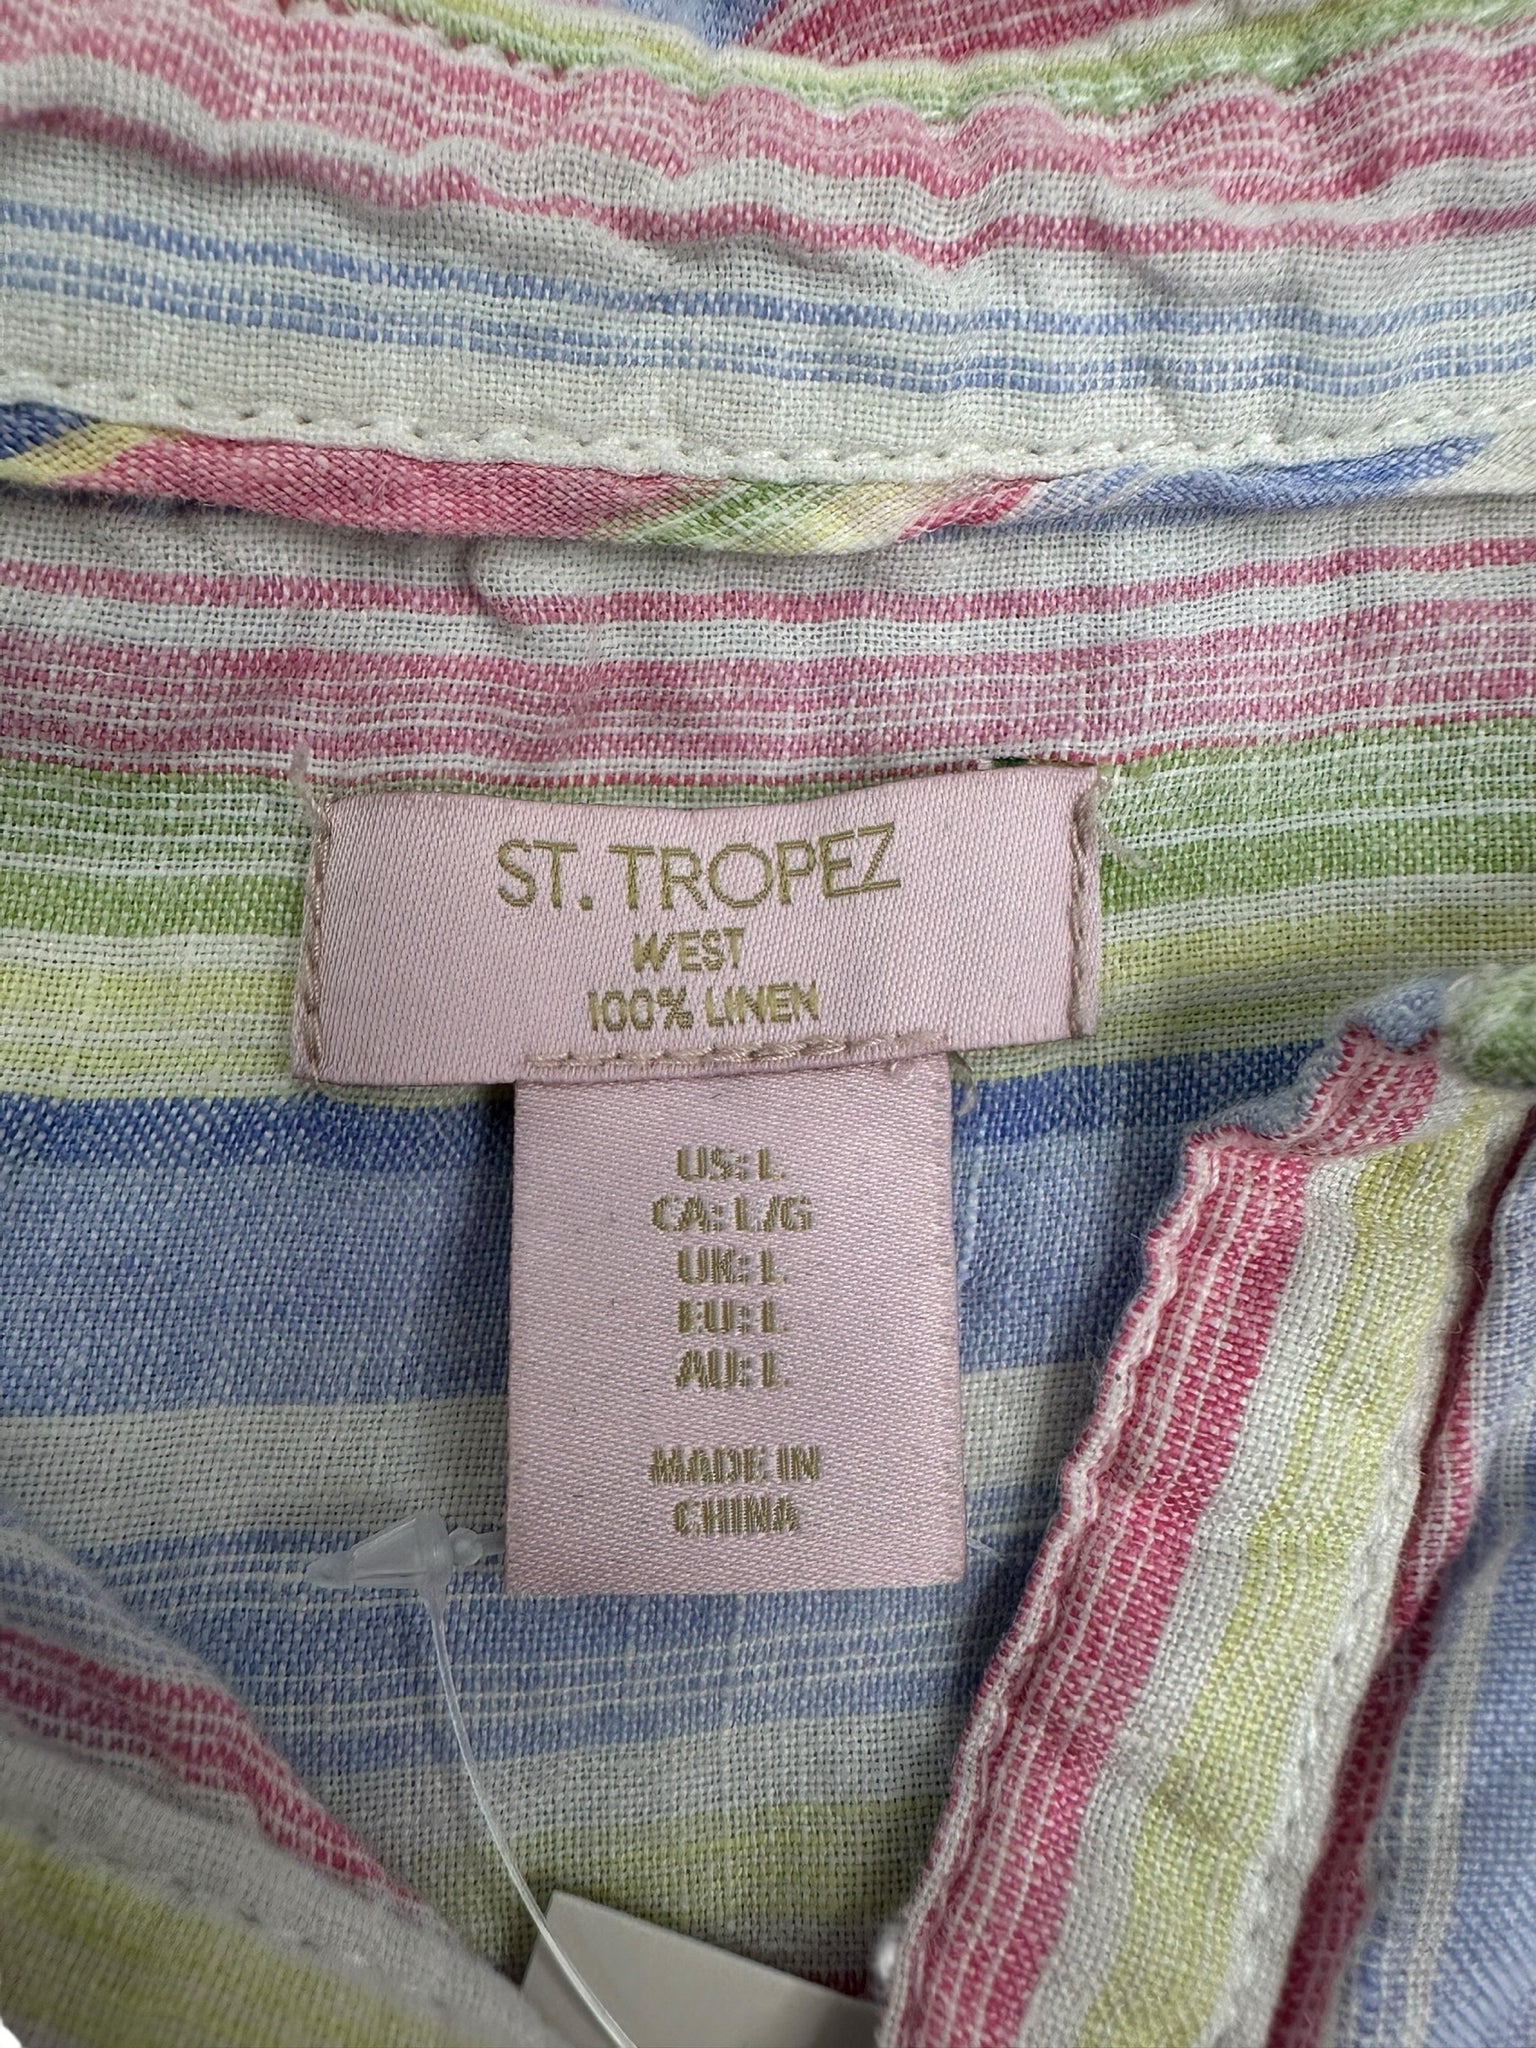 ST. TROPEZ
WEST
100% LINEN
US: L
CA: L/G
UK: L
EU: L
AU: L
MADE IN
CHINA